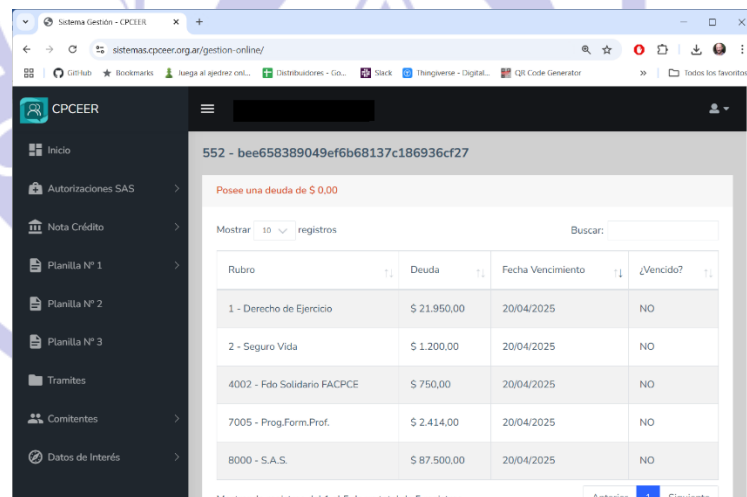 Sistema Gestión - CPCEER
sistemas.cpceer.org.ar/gestion-online/
GitHub Bookmarks Juega al ajedrez onl... Distribuidores - Go... Slack Thingiverse - Digital... QR Code Generator » Todos los favoritos
CPCEER
Inicio
Autorizaciones SAS
Nota Crédito
Planilla Nº 1
Planilla Nº 2
Planilla Nº 3
Tramites
Comitentes
Datos de Interés
552 - bee658389049ef6b68137c186936cf27
Posee una deuda de $ 0,00
Mostrar 10 registros Buscar:
Rubro Deuda Fecha Vencimiento ¿Vencido?
1 - Derecho de Ejercicio $ 21.950,00 20/04/2025 NO
2 - Seguro Vida $ 1.200,00 20/04/2025 NO
4002 - Fdo Solidario FACPCE $ 750,00 20/04/2025 NO
7005 - Prog.Form.Prof. $ 2.414,00 20/04/2025 NO
8000 - S.A.S. $ 87.500,00 20/04/2025 NO
Anterior 1 Siguiente